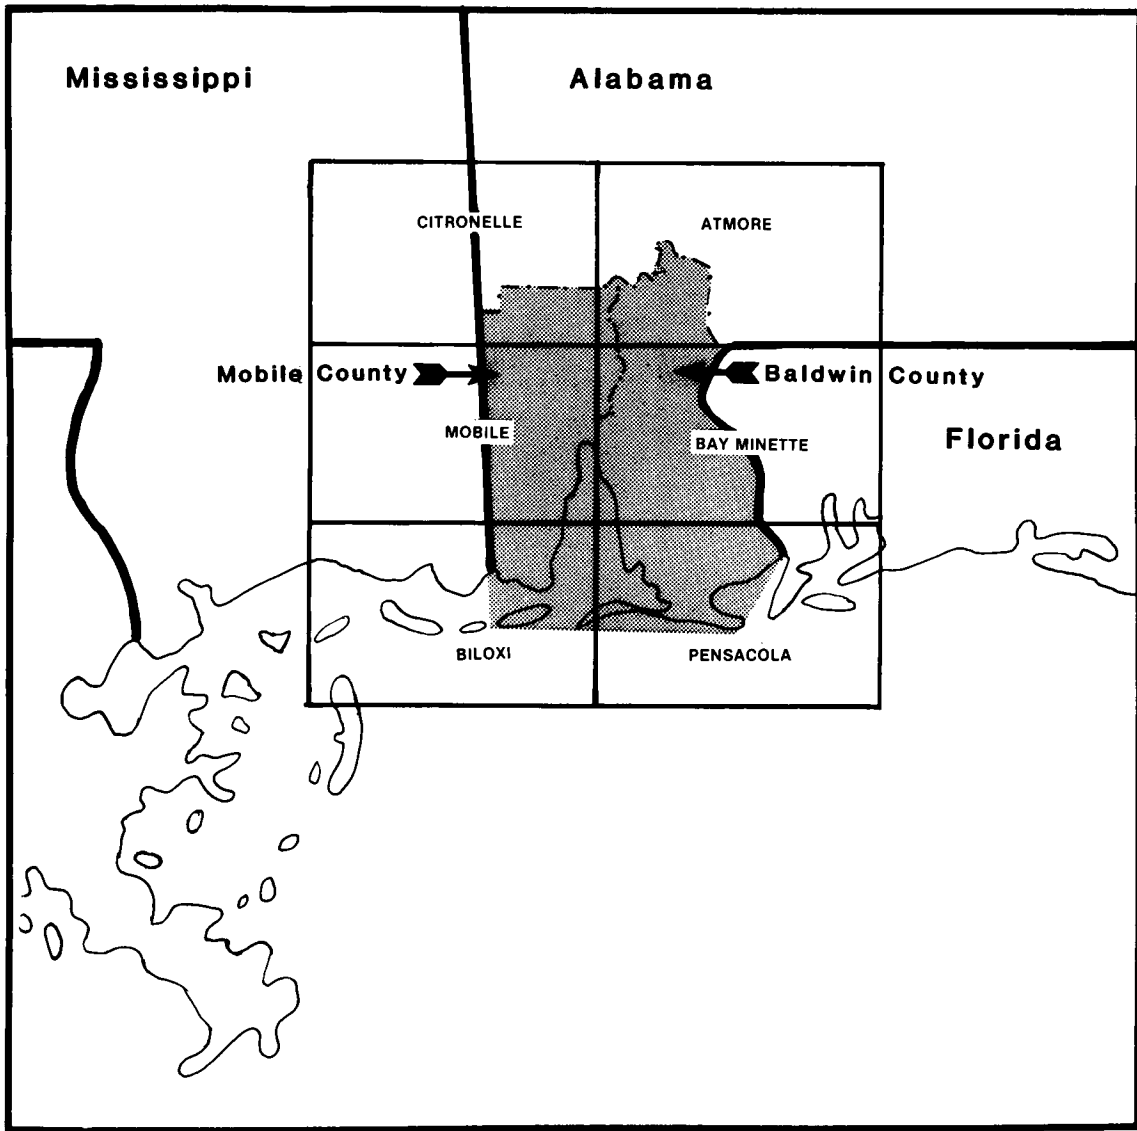 Mississippi
Alabama
CITRONELLE
ATMORE
Mobile County
Baldwin County
MOBILE
BAY MINETTE
Florida
BILOXI
PENSACOLA